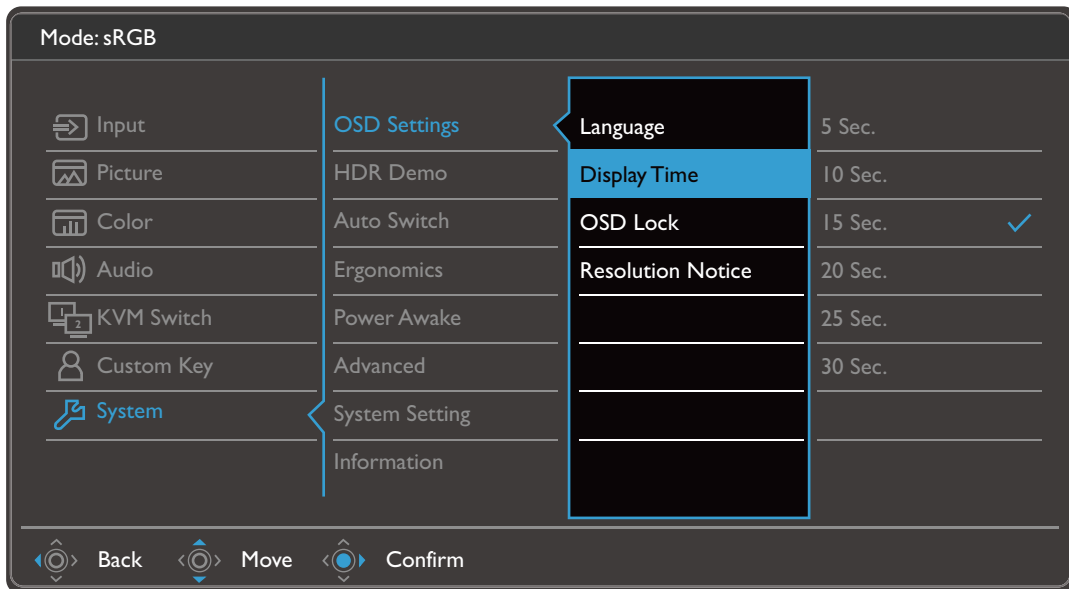 Mode: sRGB
Input
Picture
Color
Audio
1
2
KVM Switch
Custom Key
System
OSD Settings
HDR Demo
Auto Switch
Ergonomics
Power Awake
Advanced
System Setting
Information
Language
Display Time
OSD Lock
Resolution Notice
5 Sec.
10 Sec.
15 Sec.
20 Sec.
25 Sec.
30 Sec.
Back
Move
Confirm